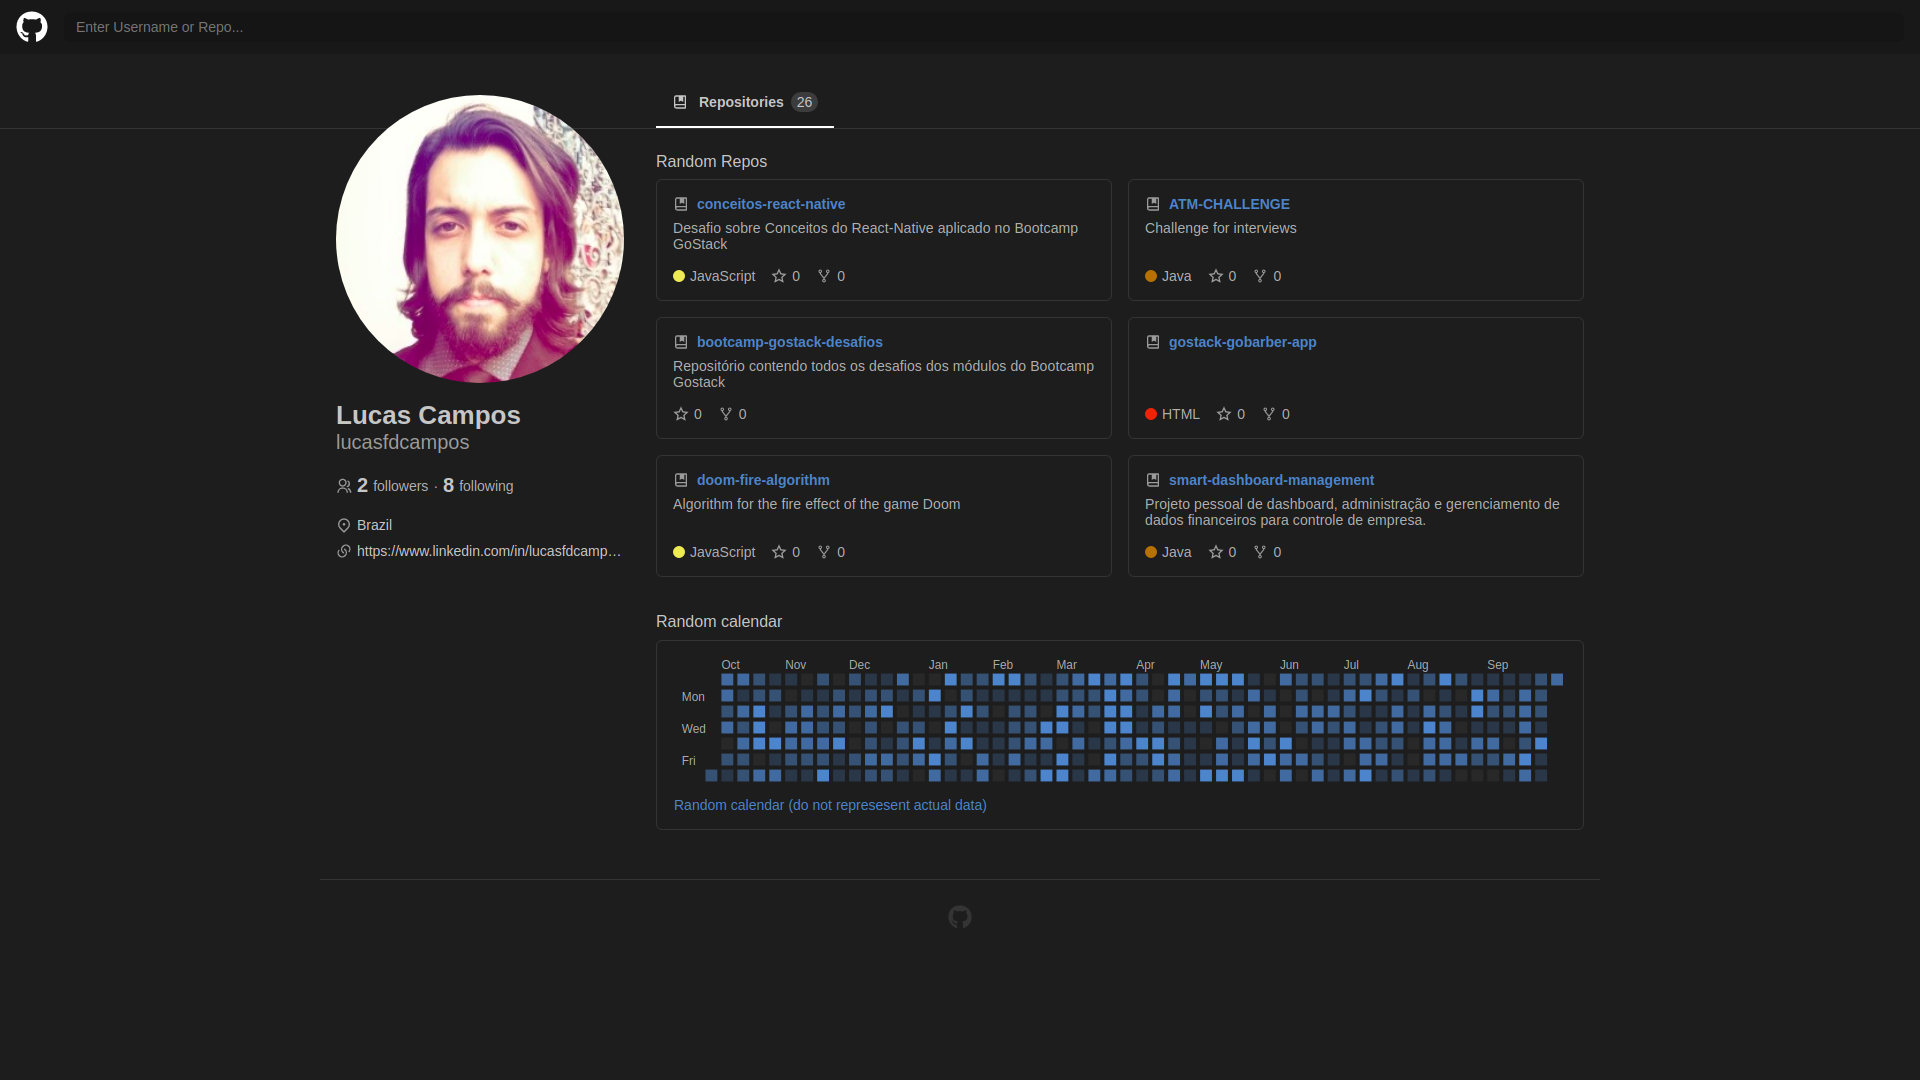 Enter Username or Repo...
Repositories 26
Lucas Campos
lucasfdcampos
2 followers · 8 following
Brazil
https://www.linkedin.com/in/lucasfdcamp…
Random Repos
conceitos-react-native
Desafio sobre Conceitos do React-Native aplicado no Bootcamp
GoStack
JavaScript 0 0
ATM-CHALLENGE
Challenge for interviews
Java 0 0
bootcamp-gostack-desafios
Repositório contendo todos os desafios dos módulos do Bootcamp
Gostack
0 0
gostack-gobarber-app
HTML 0 0
doom-fire-algorithm
Algorithm for the fire effect of the game Doom
JavaScript 0 0
smart-dashboard-management
Projeto pessoal de dashboard, administração e gerenciamento de
dados financeiros para controle de empresa.
Java 0 0
Random calendar
Oct Nov Dec Jan Feb Mar Apr May Jun Jul Aug Sep
Mon
Wed
Fri
Random calendar (do not represesent actual data)